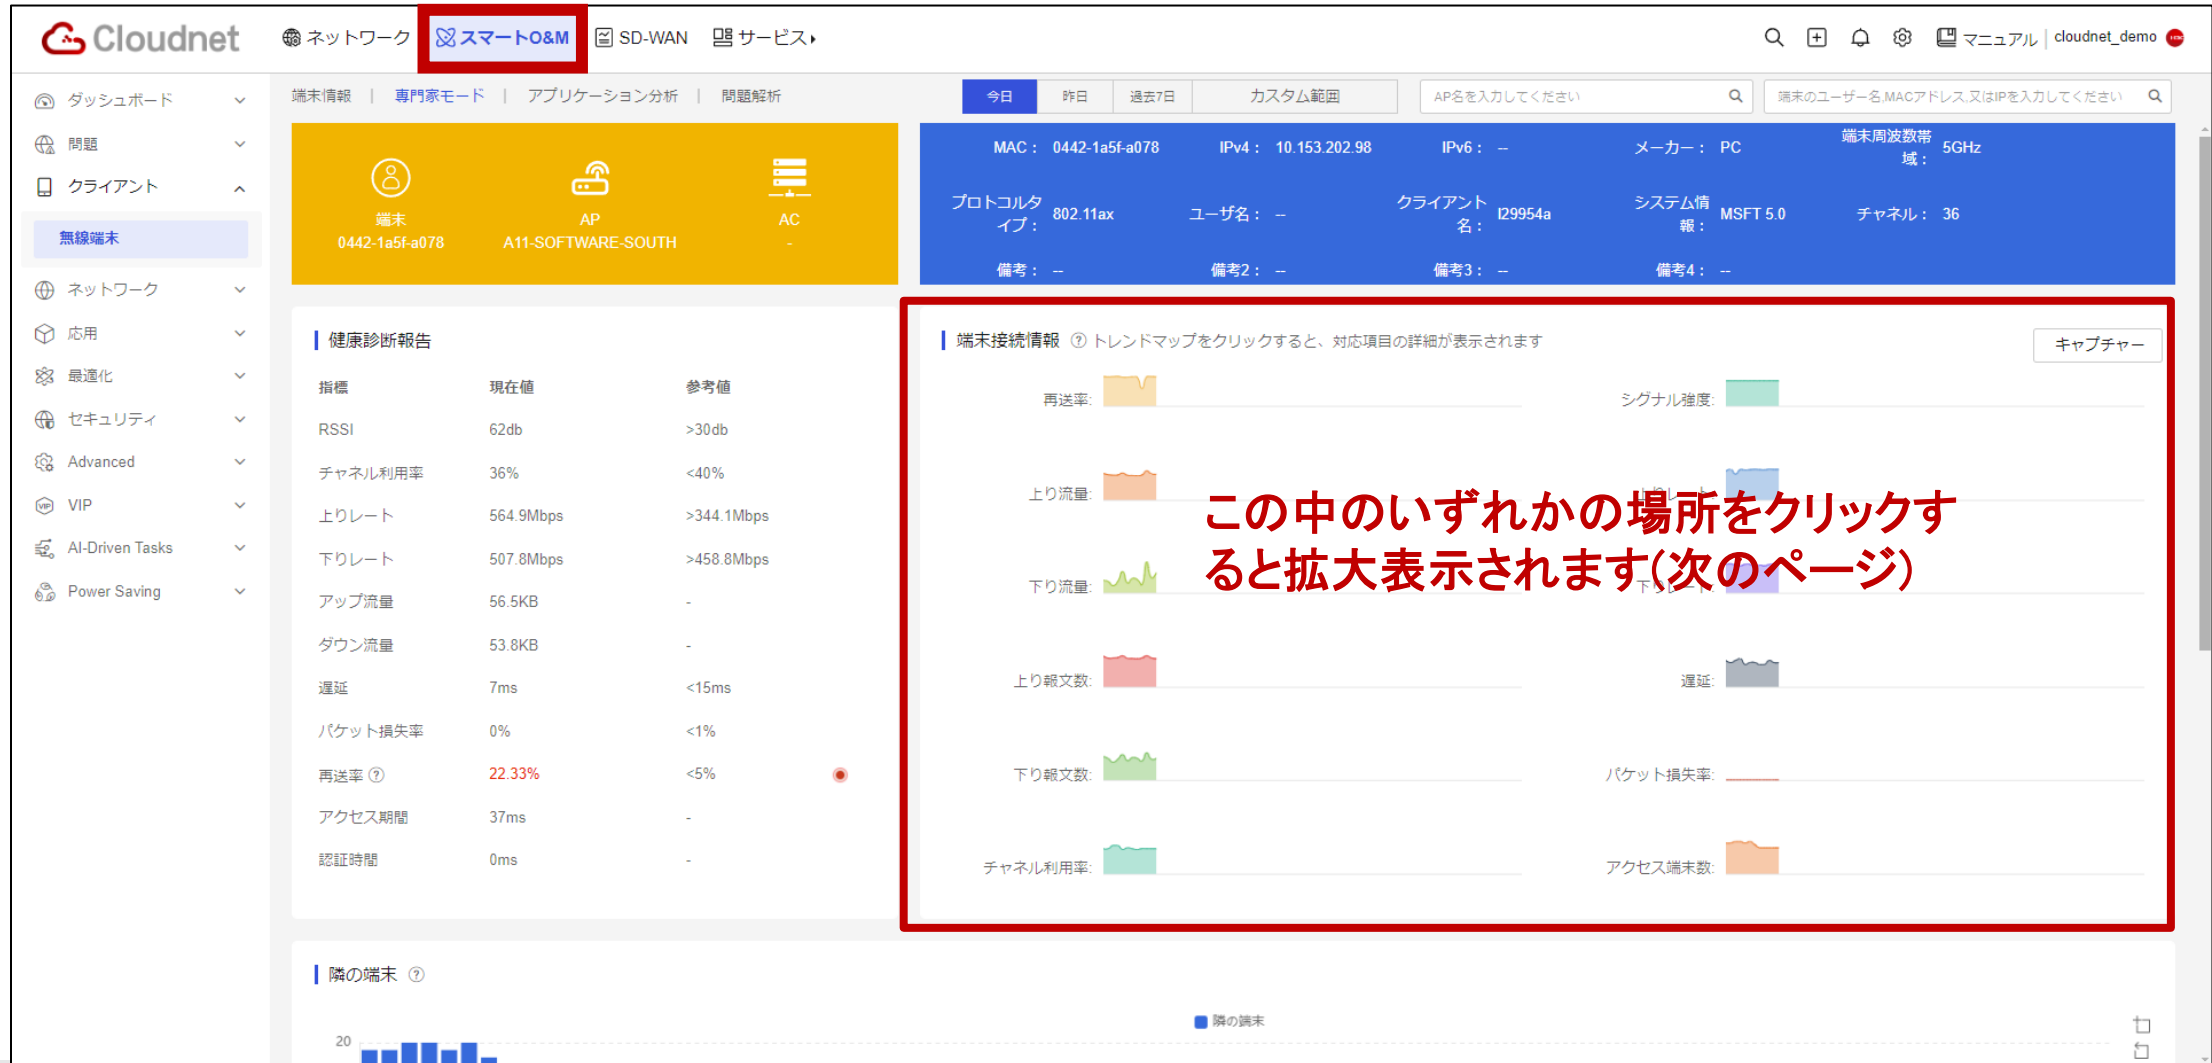 Cloudnet
ネットワーク スマートO&M SD-WAN サービス マニュアル cloudnet_demo
ダッシュボード
問題
クライアント
無線端末
ネットワーク
応用
最適化
セキュリティ
Advanced
VIP
AI-Driven Tasks
Power Saving
端末情報 | 専門家モード | アプリケーション分析 | 問題解析
今日 昨日 過去7日 カスタム範囲 AP名を入力してください 端末のユーザー名,MACアドレス,又はIPを入力してください
端末 AP AC
0442-1a5f-a078 A11-SOFTWARE-SOUTH -
MAC： 0442-1a5f-a078 IPv4： 10.153.202.98 IPv6： -- メーカー： PC 端末周波数帯域： 5GHz
プロトコルタイプ： 802.11ax ユーザ名： -- クライアント名： l29954a システム情報： MSFT 5.0 チャネル： 36
備考： -- 備考2： -- 備考3： -- 備考4： --
健康診断報告
指標 現在値 参考値
RSSI 62db >30db
チャネル利用率 36% <40%
上りレート 564.9Mbps >344.1Mbps
下りレート 507.8Mbps >458.8Mbps
アップ流量 56.5KB -
ダウン流量 53.8KB -
遅延 7ms <15ms
パケット損失率 0% <1%
再送率 22.33% <5%
アクセス期間 37ms -
認証時間 0ms -
端末接続情報 トレンドマップをクリックすると、対応項目の詳細が表示されます キャプチャー
再送率: シグナル強度:
上り流量: 上りレート:
この中のいずれかの場所をクリックす
ると拡大表示されます(次のページ)
下り流量: 下りレート:
上り報文数: 遅延:
下り報文数: パケット損失率:
チャネル利用率: アクセス端末数:
隣の端末
隣の端末
20